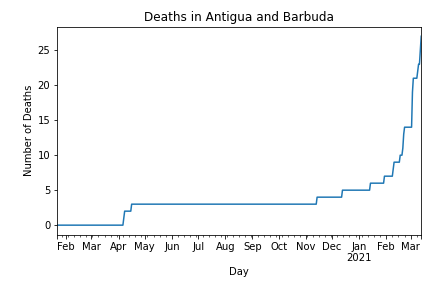 Deaths in Antigua and Barbuda
Number of Deaths
25
20
15
10
5
0
Feb Mar Apr May Jun Jul Aug Sep Oct Nov Dec Jan Feb Mar
2021
Day